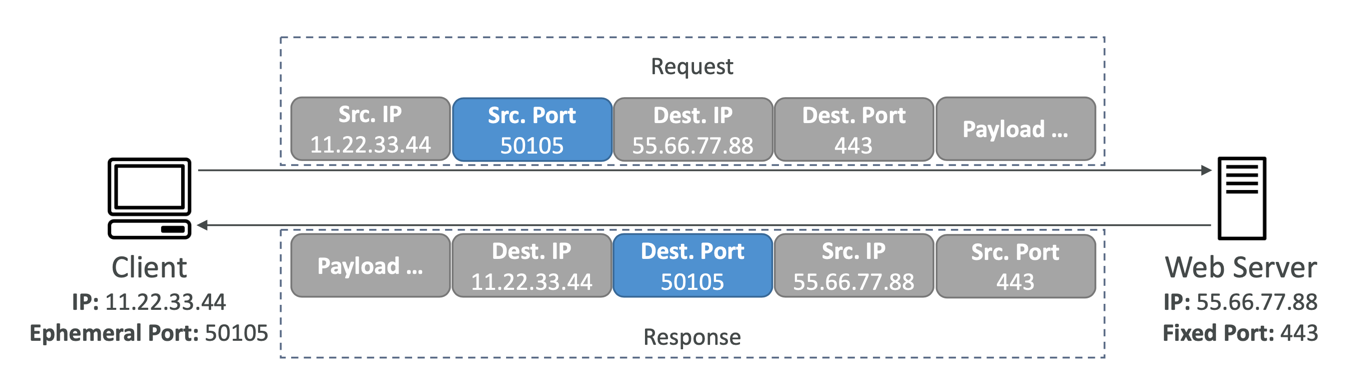 Request
Src. IP
11.22.33.44
Src. Port
50105
Dest. IP
55.66.77.88
Dest. Port
443
Payload ...
Client
IP: 11.22.33.44
Ephemeral Port: 50105
Payload ...
Dest. IP
11.22.33.44
Dest. Port
50105
Src. IP
55.66.77.88
Src. Port
443
Response
Web Server
IP: 55.66.77.88
Fixed Port: 443